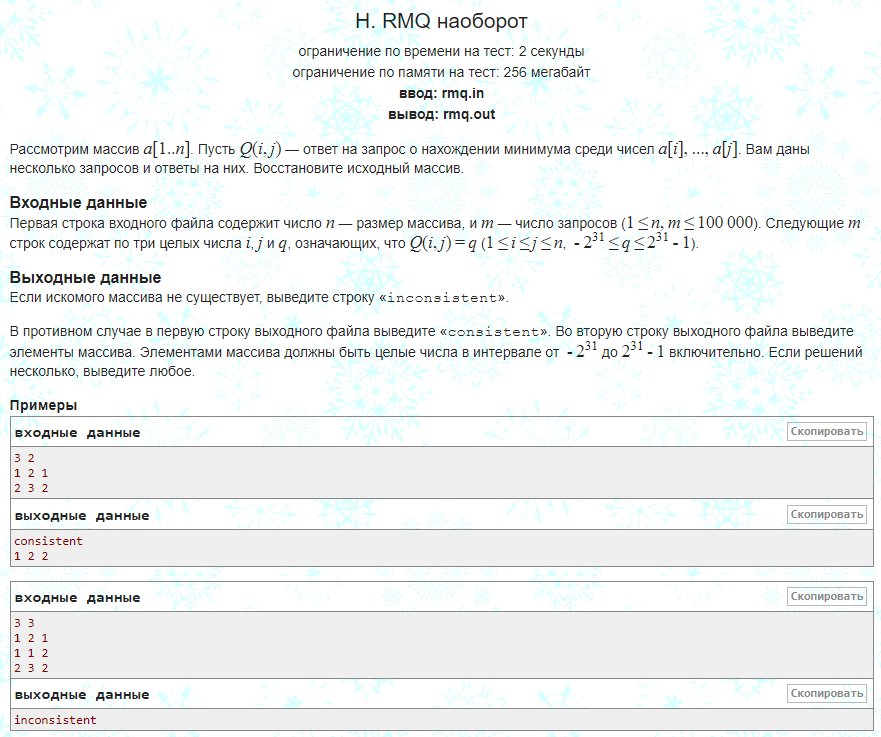 H. RMQ наоборот
ограничение по времени на тест: 2 секунды
ограничение по памяти на тест: 256 мегабайт
ввод: rmq.in
вывод: rmq.out
Рассмотрим массив a[1..n]. Пусть Q(i, j) — ответ на запрос о нахождении минимума среди чисел a[i], ..., a[j]. Вам даны
несколько запросов и ответы на них. Восстановите исходный массив.
Входные данные
Первая строка входного файла содержит число n — размер массива, и m — число запросов (1 ≤ n, m ≤ 100 000). Следующие m
строк содержат по три целых числа i, j и q, означающих, что Q(i, j) = q (1 ≤ i ≤ j ≤ n,  - 2^31 ≤ q ≤ 2^31 - 1).
Выходные данные
Если искомого массива не существует, выведите строку «inconsistent».
В противном случае в первую строку выходного файла выведите «consistent». Во вторую строку выходного файла выведите
элементы массива. Элементами массива должны быть целые числа в интервале от  - 2^31 до 2^31 - 1 включительно. Если решений
несколько, выведите любое.
Примеры
входные данные
Скопировать
3 2
1 2 1
2 3 2
выходные данные
Скопировать
consistent
1 2 2
входные данные
Скопировать
3 3
1 2 1
1 1 2
2 3 2
выходные данные
Скопировать
inconsistent